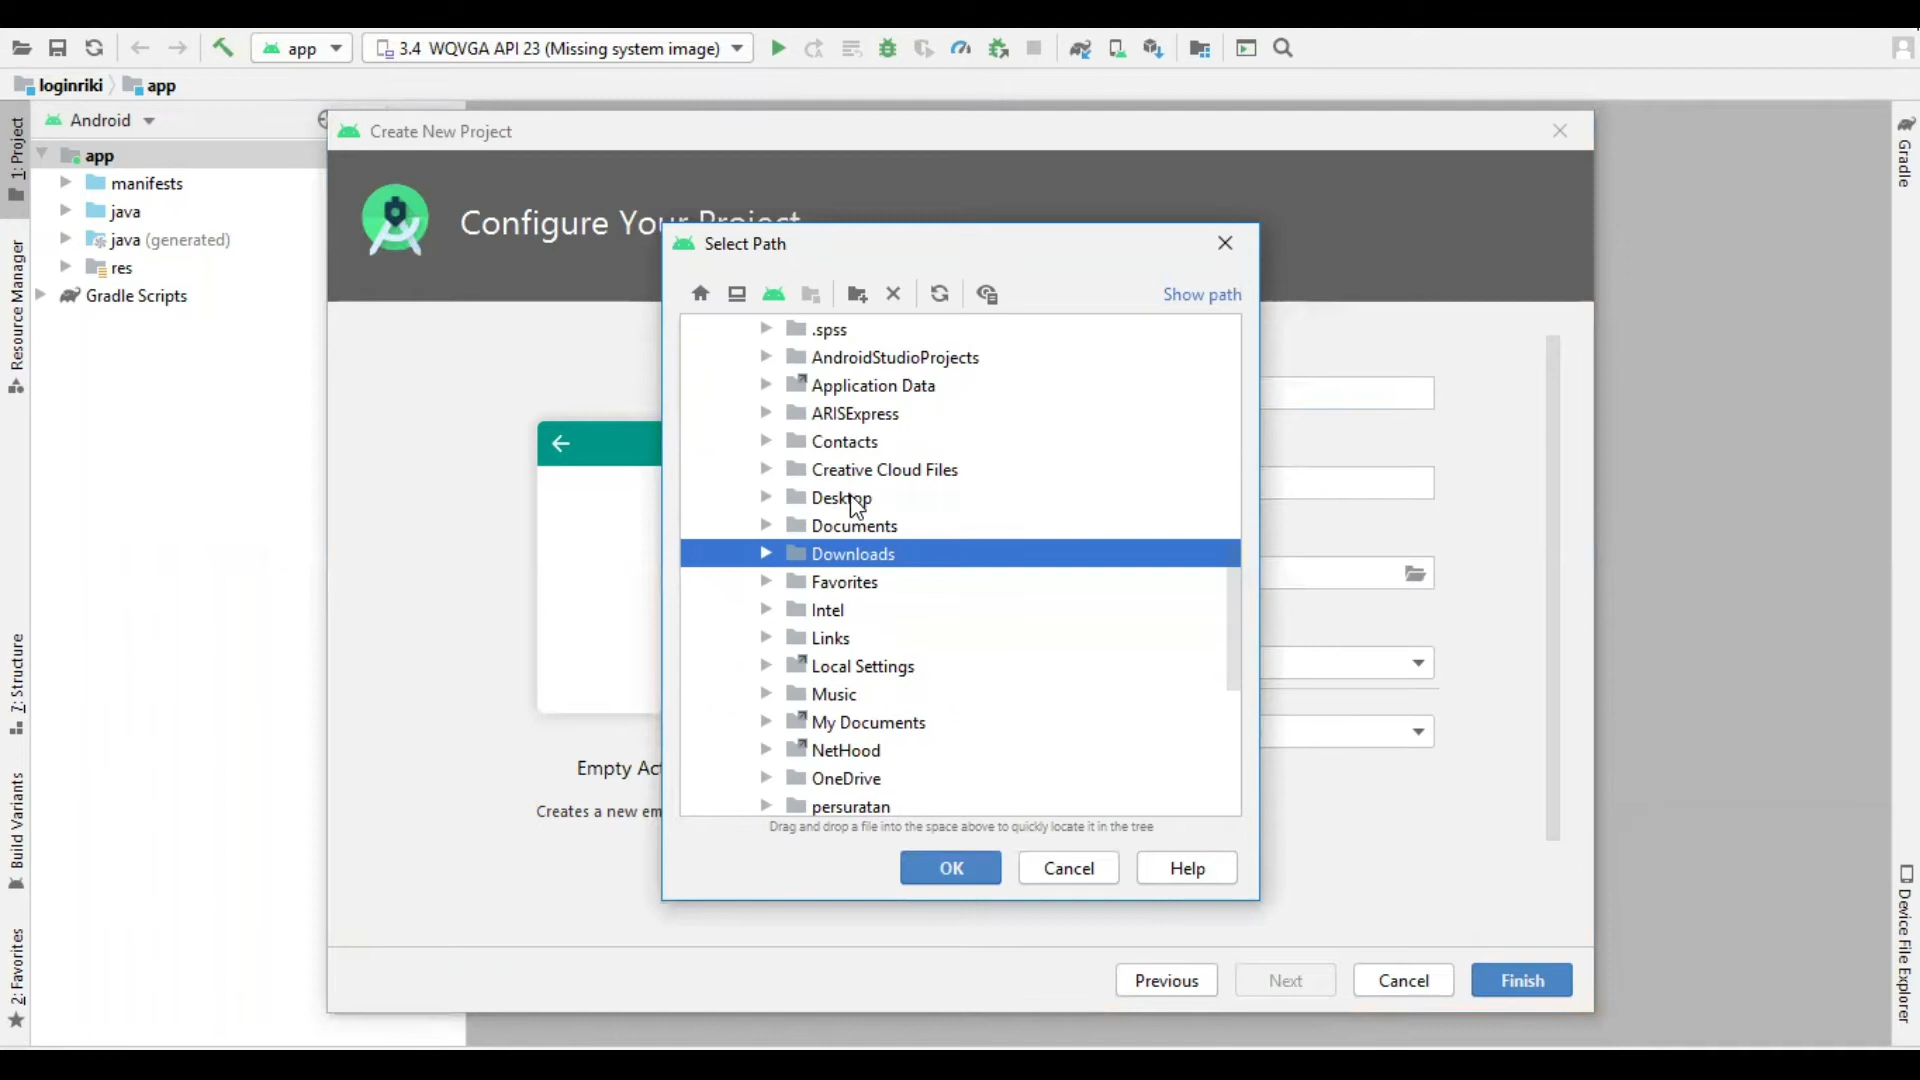 app
3.4 WQVGA API 23 (Missing system image)
loginriki
app
1: Project
Resource Manager
7: Structure
Build Variants
2: Favorites
Android
app
manifests
java
java (generated)
res
Gradle Scripts
Create New Project
Configure Your Project
Empty Act
Creates a new em
Select Path
Show path
.spss
AndroidStudioProjects
Application Data
ARISExpress
Contacts
Creative Cloud Files
Desktop
Documents
Downloads
Favorites
Intel
Links
Local Settings
Music
My Documents
NetHood
OneDrive
persuratan
Drag and drop a file into the space above to quickly locate it in the tree
OK
Cancel
Help
Previous
Next
Cancel
Finish
Gradle
Device File Explorer